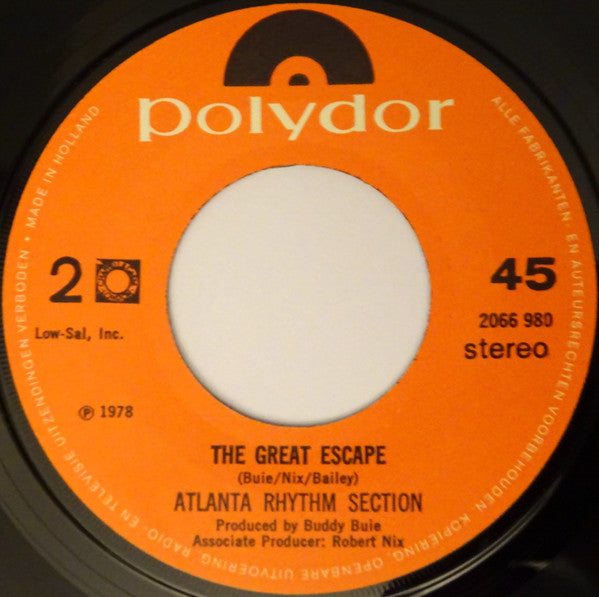 polydor
2
45
2066 980
stereo
Low-Sal, Inc.
℗ 1978
THE GREAT ESCAPE
(Buie/Nix/Bailey)
ATLANTA RHYTHM SECTION
Produced by Buddy Buie
Associate Producer: Robert Nix
ALLE FABRIKANTEN- EN AUTEURSRECHTEN VOORBEHOUDEN. KOPIËRING, OPENBARE UITVOERING, RADIO- EN TELEVISIE-UITZENDINGEN VERBODEN • MADE IN HOLLAND